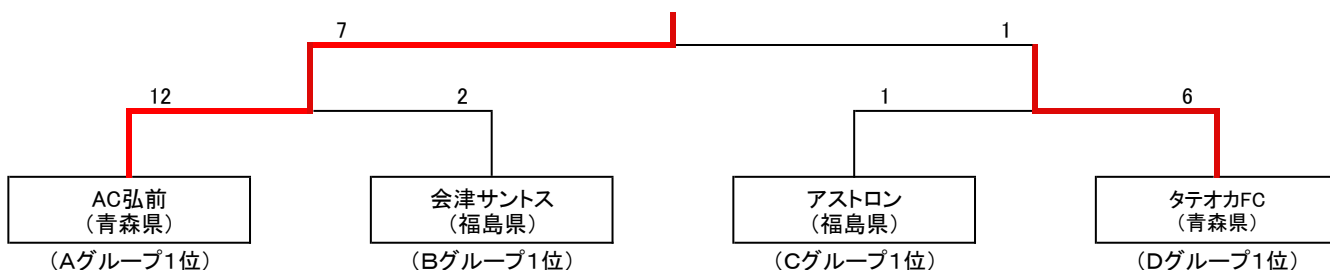 7 1
12 2 1 6
AC弘前 会津サントス アストロン タテオカFC
（青森県） （福島県） （福島県） （青森県）
（Aグループ１位） （Bグループ１位） （Cグループ１位） （Dグループ１位）